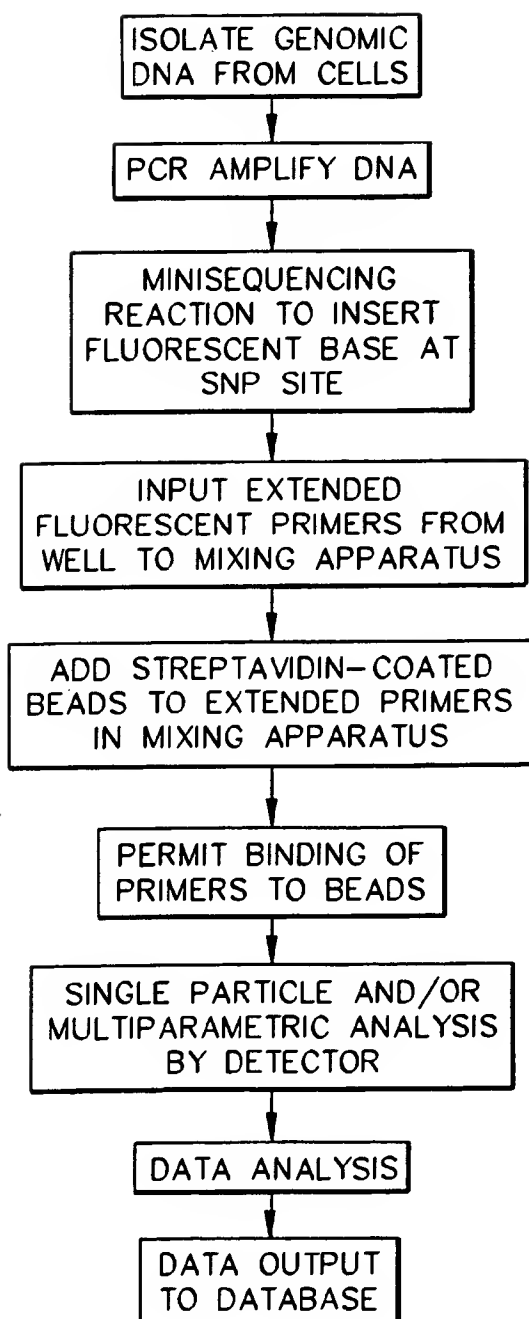 ISOLATE GENOMIC
DNA FROM CELLS
PCR AMPLIFY DNA
MINISEQUENCING
REACTION TO INSERT
FLUORESCENT BASE AT
SNP SITE
INPUT EXTENDED
FLUORESCENT PRIMERS FROM
WELL TO MIXING APPARATUS
ADD STREPTAVIDIN-COATED
BEADS TO EXTENDED PRIMERS
IN MIXING APPARATUS
PERMIT BINDING OF
PRIMERS TO BEADS
SINGLE PARTICLE AND/OR
MULTIPARAMETRIC ANALYSIS
BY DETECTOR
DATA ANALYSIS
DATA OUTPUT
TO DATABASE